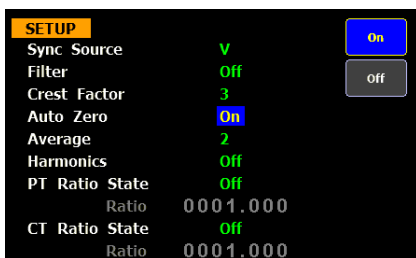 SETUP
Sync Source V
Filter Off
Crest Factor 3
Auto Zero On
Average 2
Harmonics Off
PT Ratio State Off
Ratio 0001.000
CT Ratio State Off
Ratio 0001.000
On
Off